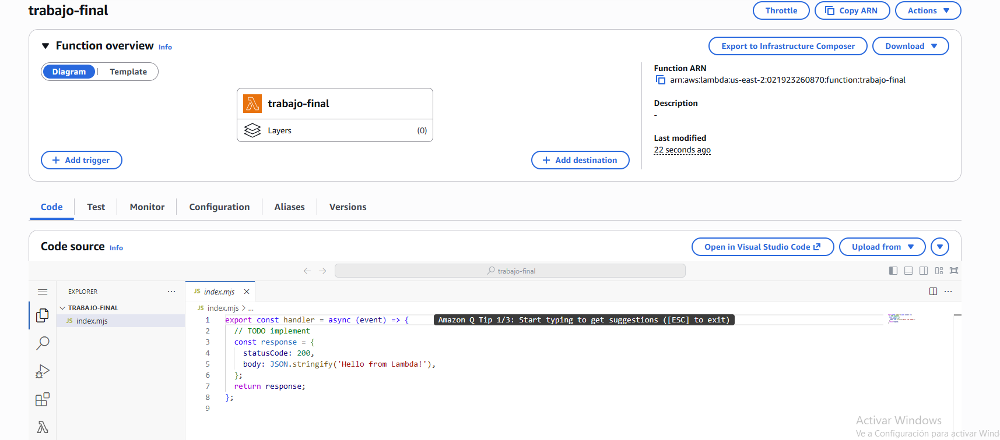 trabajo-final
Throttle
Copy ARN
Actions
Function overview Info
Export to Infrastructure Composer
Download
Diagram
Template
trabajo-final
Layers (0)
+ Add trigger
+ Add destination
Function ARN
arn:aws:lambda:us-east-2:021923260870:function:trabajo-final
Description
-
Last modified
22 seconds ago
Code
Test
Monitor
Configuration
Aliases
Versions
Code source Info
Open in Visual Studio Code
Upload from
trabajo-final
EXPLORER
TRABAJO-FINAL
JS index.mjs
JS index.mjs
JS index.mjs > ...
1 export const handler = async (event) => {
Amazon Q Tip 1/3: Start typing to get suggestions ([ESC] to exit)
2 // TODO implement
3 const response = {
4 statusCode: 200,
5 body: JSON.stringify('Hello from Lambda!'),
6 };
7 return response;
8 };
9
Activar Windows
Ve a Configuración para activar Wind